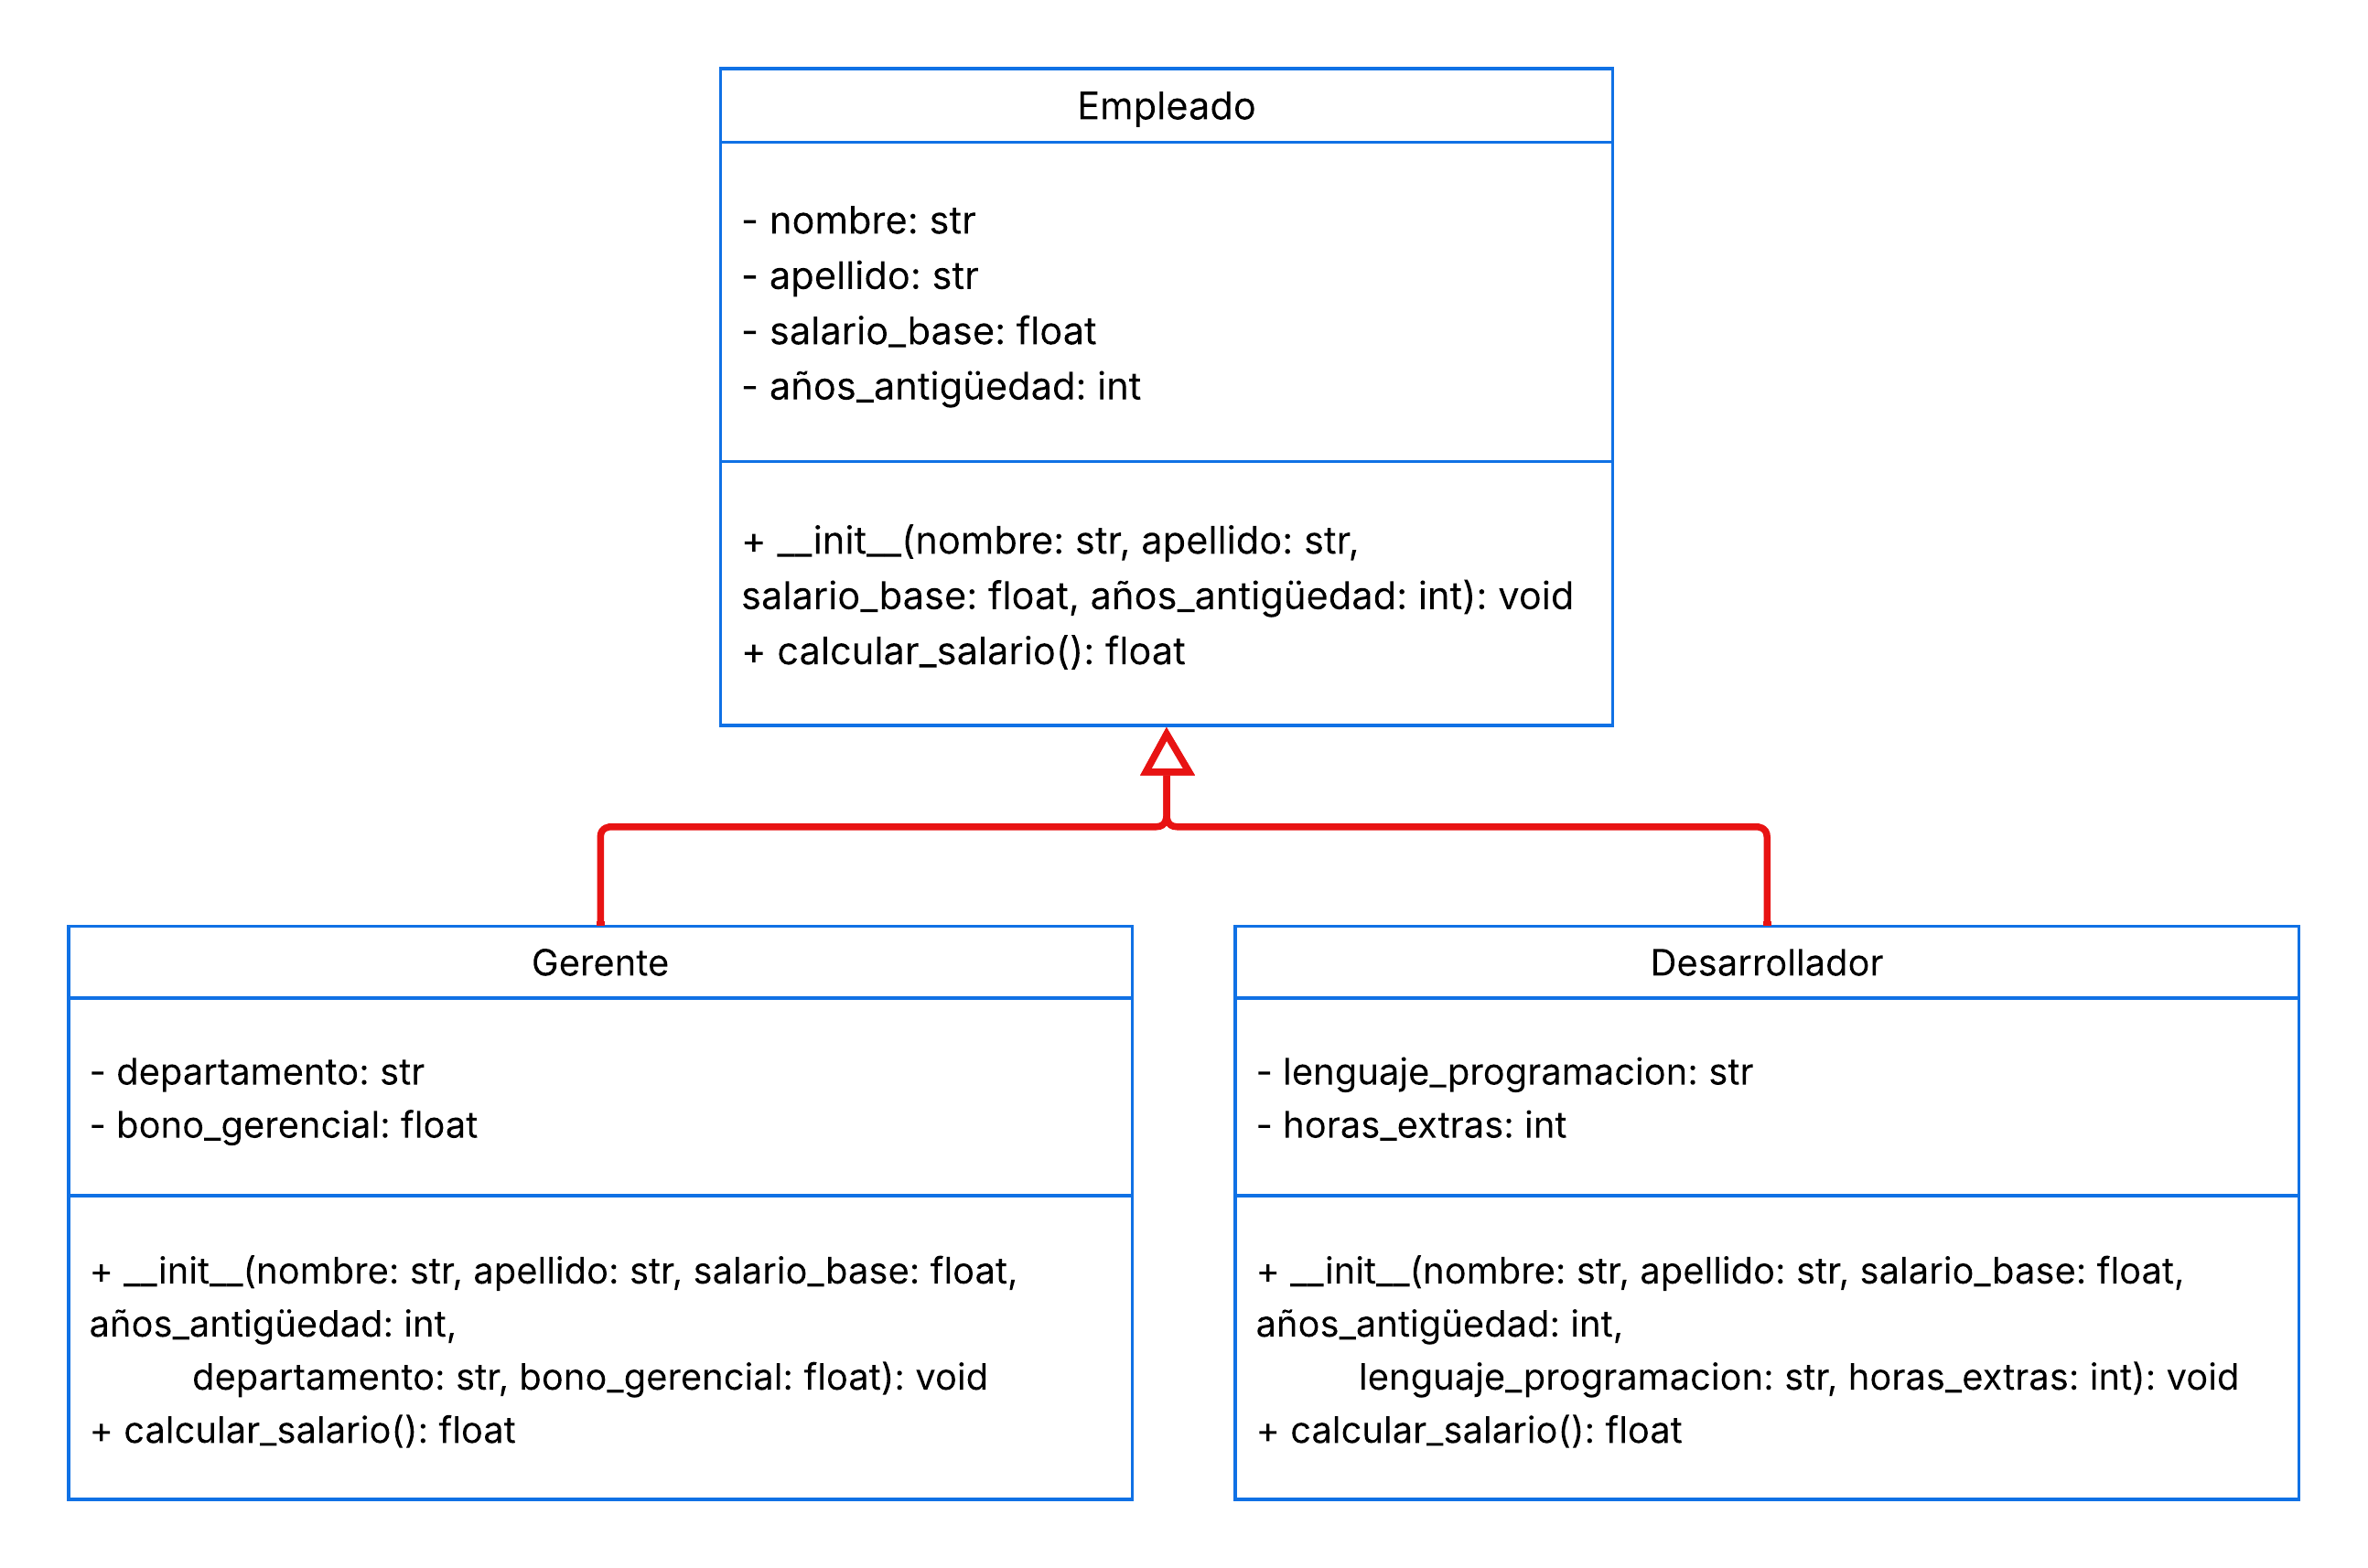 Empleado
- nombre: str
- apellido: str
- salario_base: float
- años_antigüedad: int
+ __init__(nombre: str, apellido: str,
salario_base: float, años_antigüedad: int): void
+ calcular_salario(): float
Gerente
- departamento: str
- bono_gerencial: float
+ __init__(nombre: str, apellido: str, salario_base: float,
años_antigüedad: int,
departamento: str, bono_gerencial: float): void
+ calcular_salario(): float
Desarrollador
- lenguaje_programacion: str
- horas_extras: int
+ __init__(nombre: str, apellido: str, salario_base: float,
años_antigüedad: int,
lenguaje_programacion: str, horas_extras: int): void
+ calcular_salario(): float